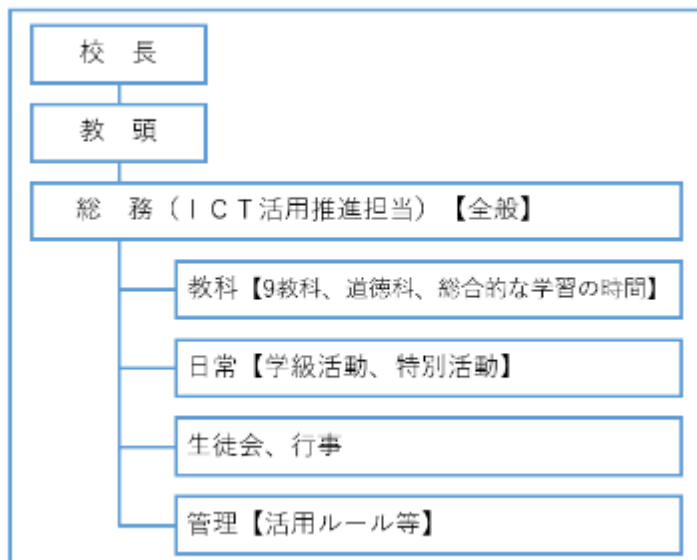 校　長
教　頭
総　務（ＩＣＴ活用推進担当）【全般】
教科【9教科、道徳科、総合的な学習の時間】
日常【学級活動、特別活動】
生徒会、行事
管理【活用ルール等】